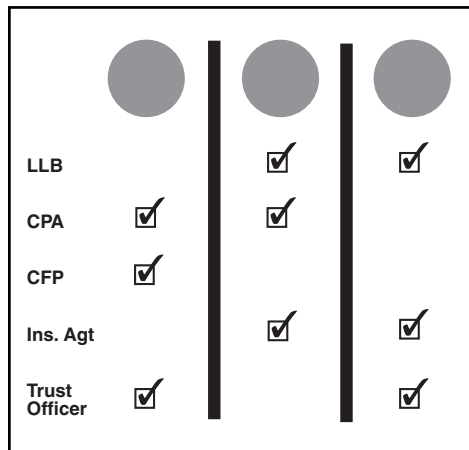 LLB
CPA
CFP
Ins. Agt
Trust
Officer